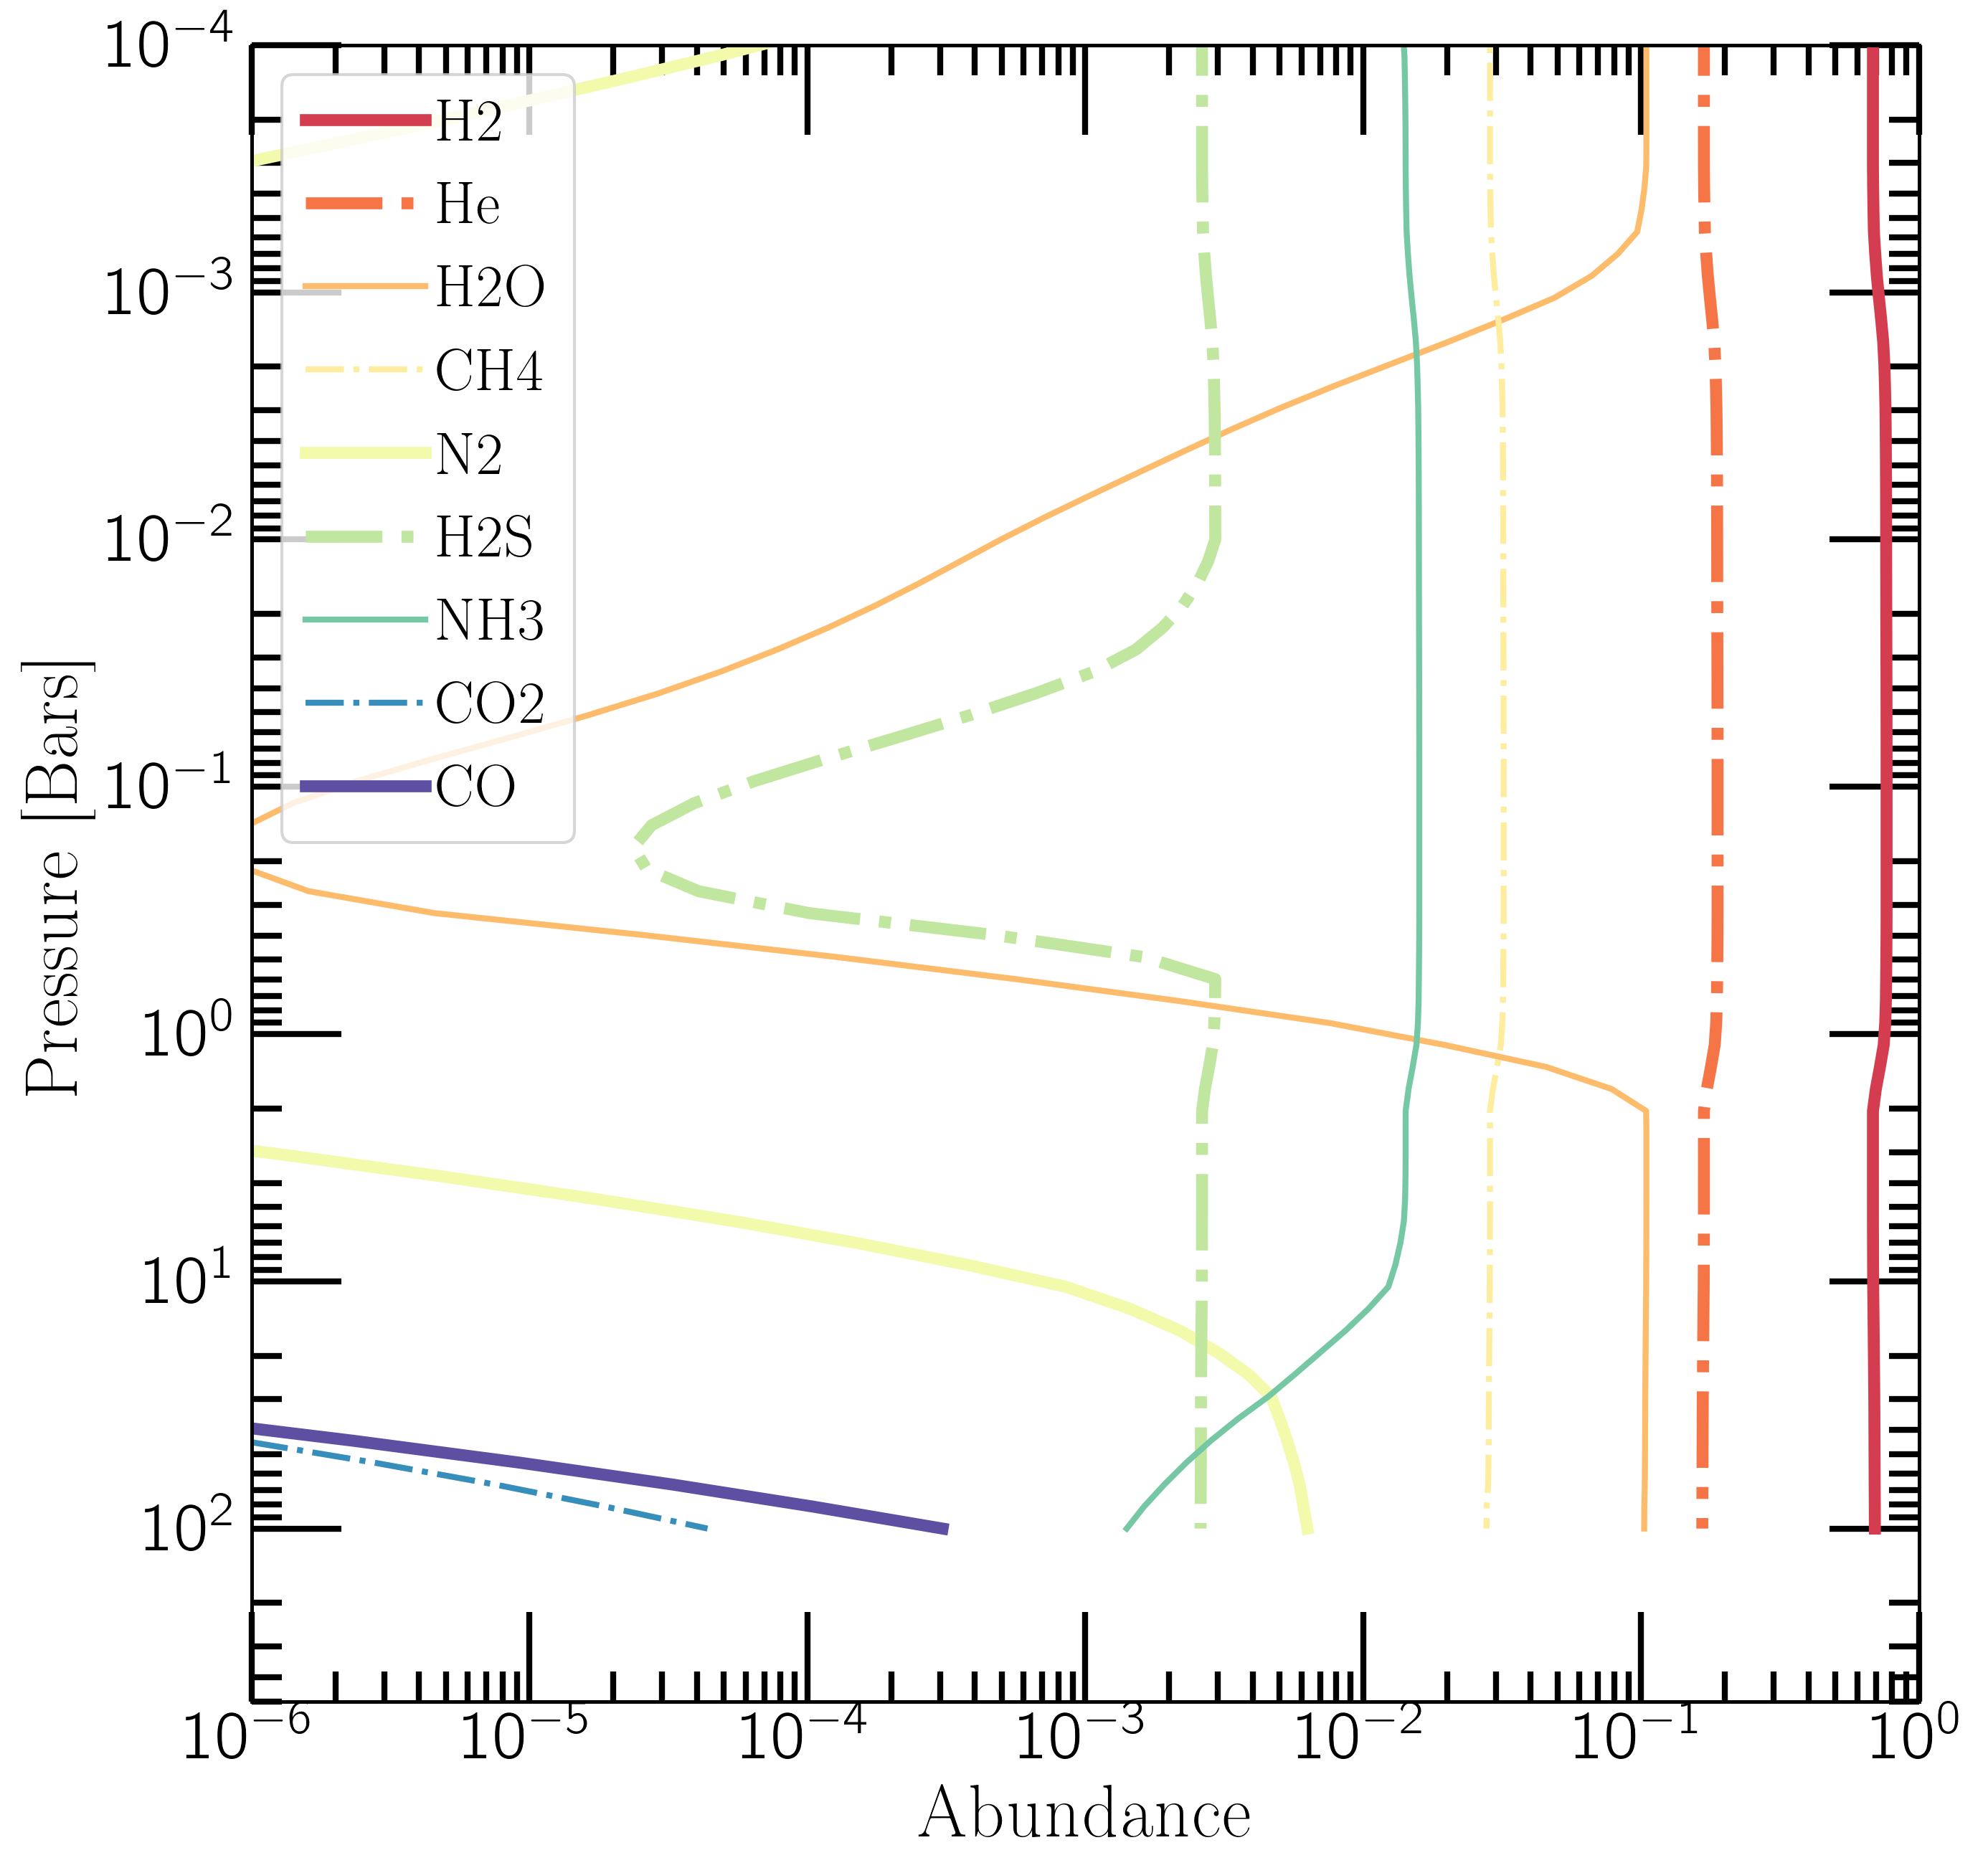 10⁻⁴
10⁻³
10⁻²
10⁻¹
10⁰
10¹
10²
Pressure [Bars]
H2
He
H2O
CH4
N2
H2S
NH3
CO2
CO
10⁻⁶ 10⁻⁵ 10⁻⁴ 10⁻³ 10⁻² 10⁻¹ 10⁰
Abundance